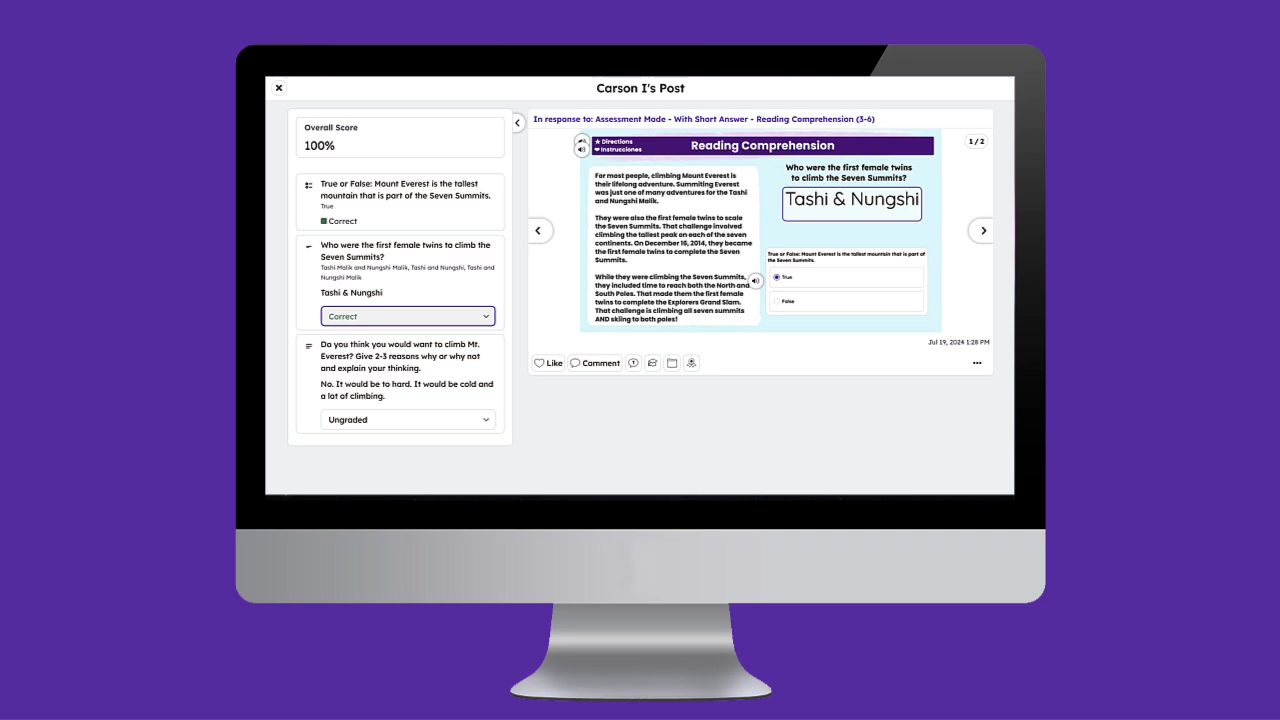 Carson I's Post
Overall Score
100%
True or False: Mount Everest is the tallest
mountain that is part of the Seven Summits.
True
Correct
Who were the first female twins to climb the
Seven Summits?
Tashi Malik and Nungshi Malik, Tashi and Nungshi, Tashi and
Nungshi Malik
Tashi & Nungshi
Correct
Do you think you would want to climb Mt.
Everest? Give 2-3 reasons why or why not
and explain your thinking.
No. It would be to hard. It would be cold and
a lot of climbing.
Ungraded
In response to: Assessment Made - With Short Answer - Reading Comprehension (3-6)
1 / 2
Directions
Instrucciones
Reading Comprehension
For most people, climbing Mount Everest is
their lifelong adventure. Summiting Everest
was just one of many adventures for the Tashi
and Nungshi Malik.
They were also the first female twins to scale
the Seven Summits. That challenge involved
climbing the tallest peak on each of the seven
continents. On December 16, 2014, they became
the first female twins to complete the Seven
Summits.
While they were climbing the Seven Summits,
they included time to reach both the North and
South Poles. That made them the first female
twins to complete the Explorers Grand Slam.
That challenge is climbing all seven summits
AND skiing to both poles!
Who were the first female twins
to climb the Seven Summits?
Tashi & Nungshi
True or False: Mount Everest is the tallest mountain that is part of
the Seven Summits.
True
False
Jul 19, 2024 1:28 PM
Like
Comment